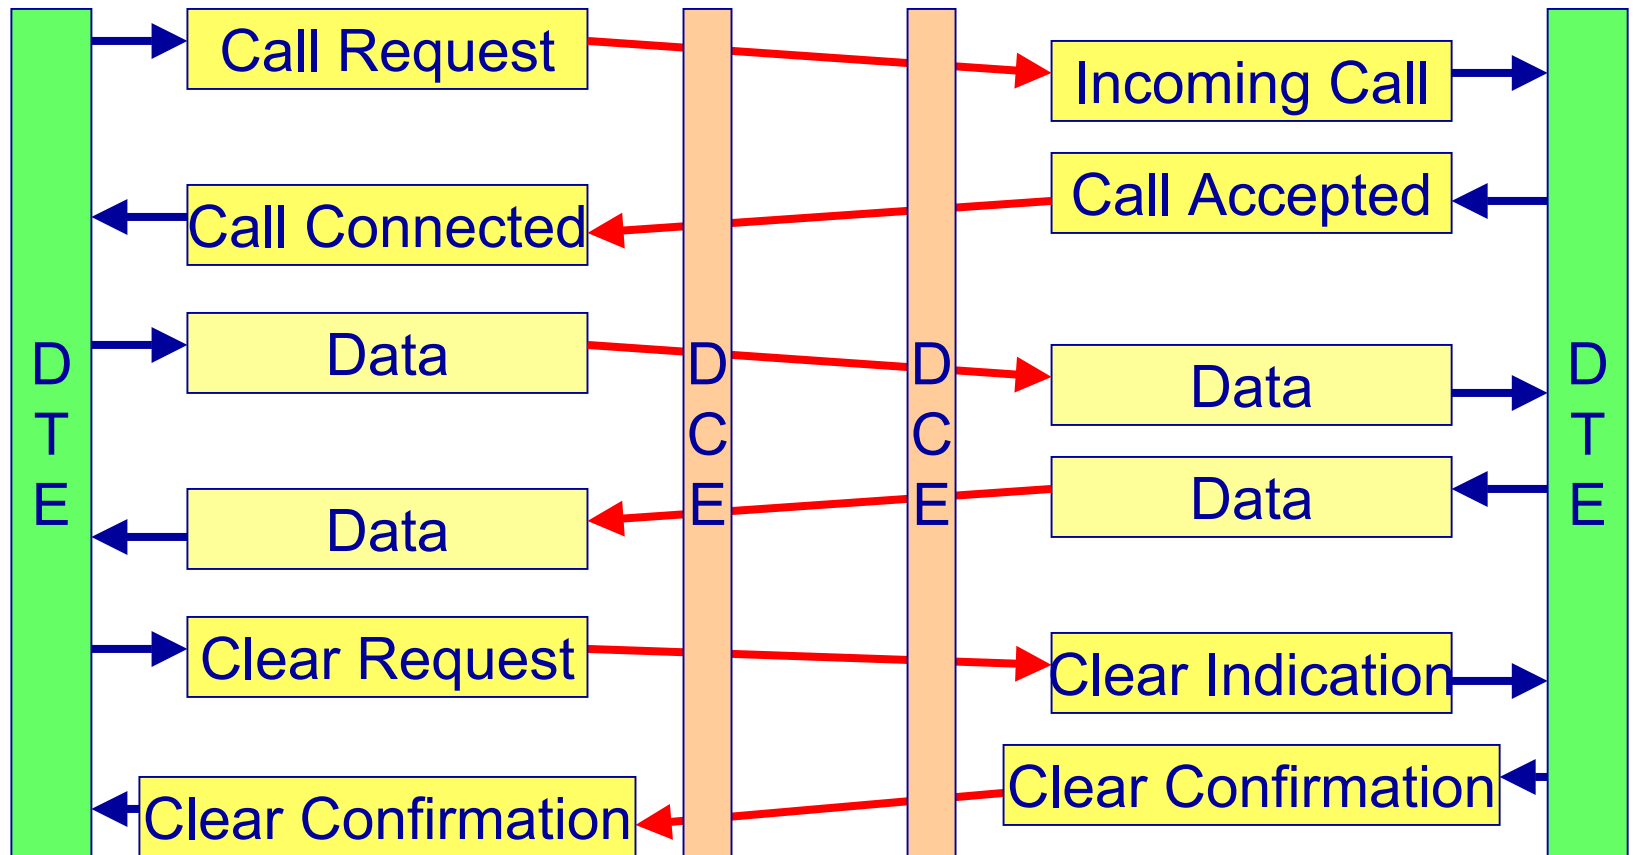 Call Request
Incoming Call
Call Accepted
Call Connected
Data
Data
Data
Data
Clear Request
Clear Indication
Clear Confirmation
Clear Confirmation
D
T
E
D
C
E
D
C
E
D
T
E